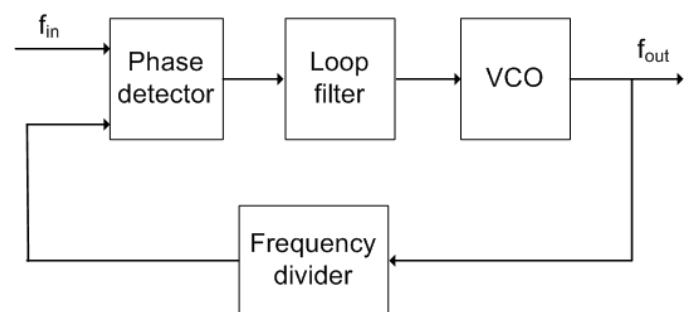 f_in
Phase
detector
Loop
filter
VCO
f_out
Frequency
divider